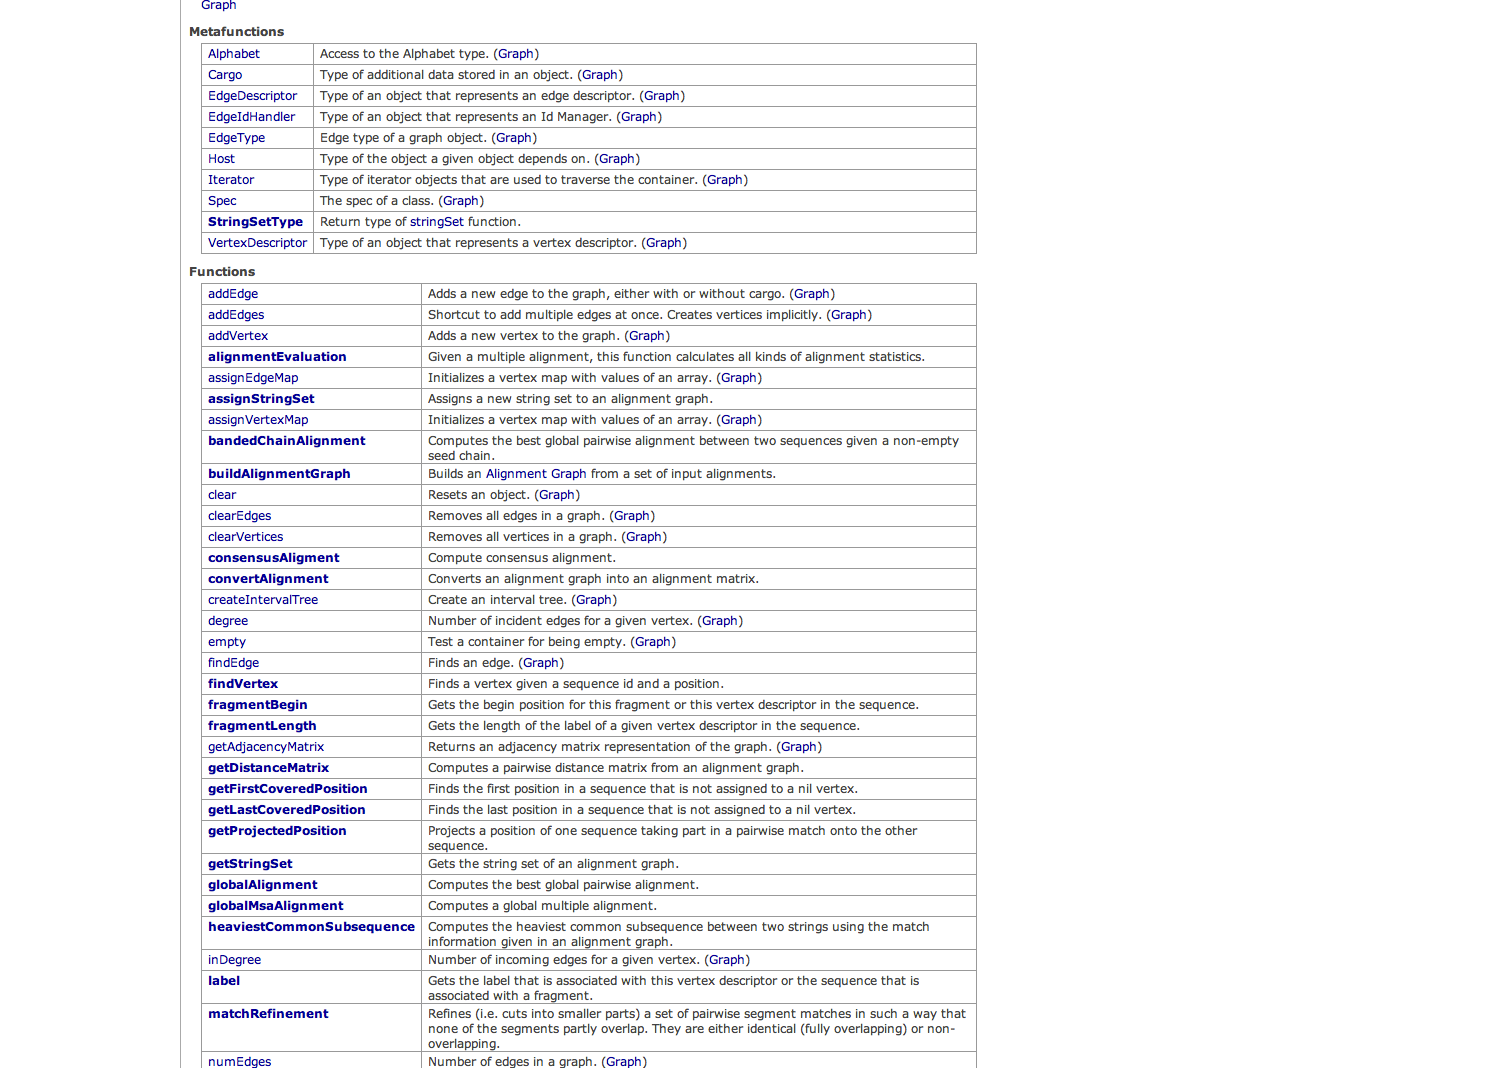 Graph
Metafunctions
Alphabet Access to the Alphabet type. (Graph)
Cargo Type of additional data stored in an object. (Graph)
EdgeDescriptor Type of an object that represents an edge descriptor. (Graph)
EdgeIdHandler Type of an object that represents an Id Manager. (Graph)
EdgeType Edge type of a graph object. (Graph)
Host Type of the object a given object depends on. (Graph)
Iterator Type of iterator objects that are used to traverse the container. (Graph)
Spec The spec of a class. (Graph)
StringSetType Return type of stringSet function.
VertexDescriptor Type of an object that represents a vertex descriptor. (Graph)
Functions
addEdge Adds a new edge to the graph, either with or without cargo. (Graph)
addEdges Shortcut to add multiple edges at once. Creates vertices implicitly. (Graph)
addVertex Adds a new vertex to the graph. (Graph)
alignmentEvaluation Given a multiple alignment, this function calculates all kinds of alignment statistics.
assignEdgeMap Initializes a vertex map with values of an array. (Graph)
assignStringSet Assigns a new string set to an alignment graph.
assignVertexMap Initializes a vertex map with values of an array. (Graph)
bandedChainAlignment Computes the best global pairwise alignment between two sequences given a non-empty
seed chain.
buildAlignmentGraph Builds an Alignment Graph from a set of input alignments.
clear Resets an object. (Graph)
clearEdges Removes all edges in a graph. (Graph)
clearVertices Removes all vertices in a graph. (Graph)
consensusAligment Compute consensus alignment.
convertAlignment Converts an alignment graph into an alignment matrix.
createIntervalTree Create an interval tree. (Graph)
degree Number of incident edges for a given vertex. (Graph)
empty Test a container for being empty. (Graph)
findEdge Finds an edge. (Graph)
findVertex Finds a vertex given a sequence id and a position.
fragmentBegin Gets the begin position for this fragment or this vertex descriptor in the sequence.
fragmentLength Gets the length of the label of a given vertex descriptor in the sequence.
getAdjacencyMatrix Returns an adjacency matrix representation of the graph. (Graph)
getDistanceMatrix Computes a pairwise distance matrix from an alignment graph.
getFirstCoveredPosition Finds the first position in a sequence that is not assigned to a nil vertex.
getLastCoveredPosition Finds the last position in a sequence that is not assigned to a nil vertex.
getProjectedPosition Projects a position of one sequence taking part in a pairwise match onto the other
sequence.
getStringSet Gets the string set of an alignment graph.
globalAlignment Computes the best global pairwise alignment.
globalMsaAlignment Computes a global multiple alignment.
heaviestCommonSubsequence Computes the heaviest common subsequence between two strings using the match
information given in an alignment graph.
inDegree Number of incoming edges for a given vertex. (Graph)
label Gets the label that is associated with this vertex descriptor or the sequence that is
associated with a fragment.
matchRefinement Refines (i.e. cuts into smaller parts) a set of pairwise segment matches in such a way that
none of the segments partly overlap. They are either identical (fully overlapping) or non-
overlapping.
numEdges Number of edges in a graph. (Graph)